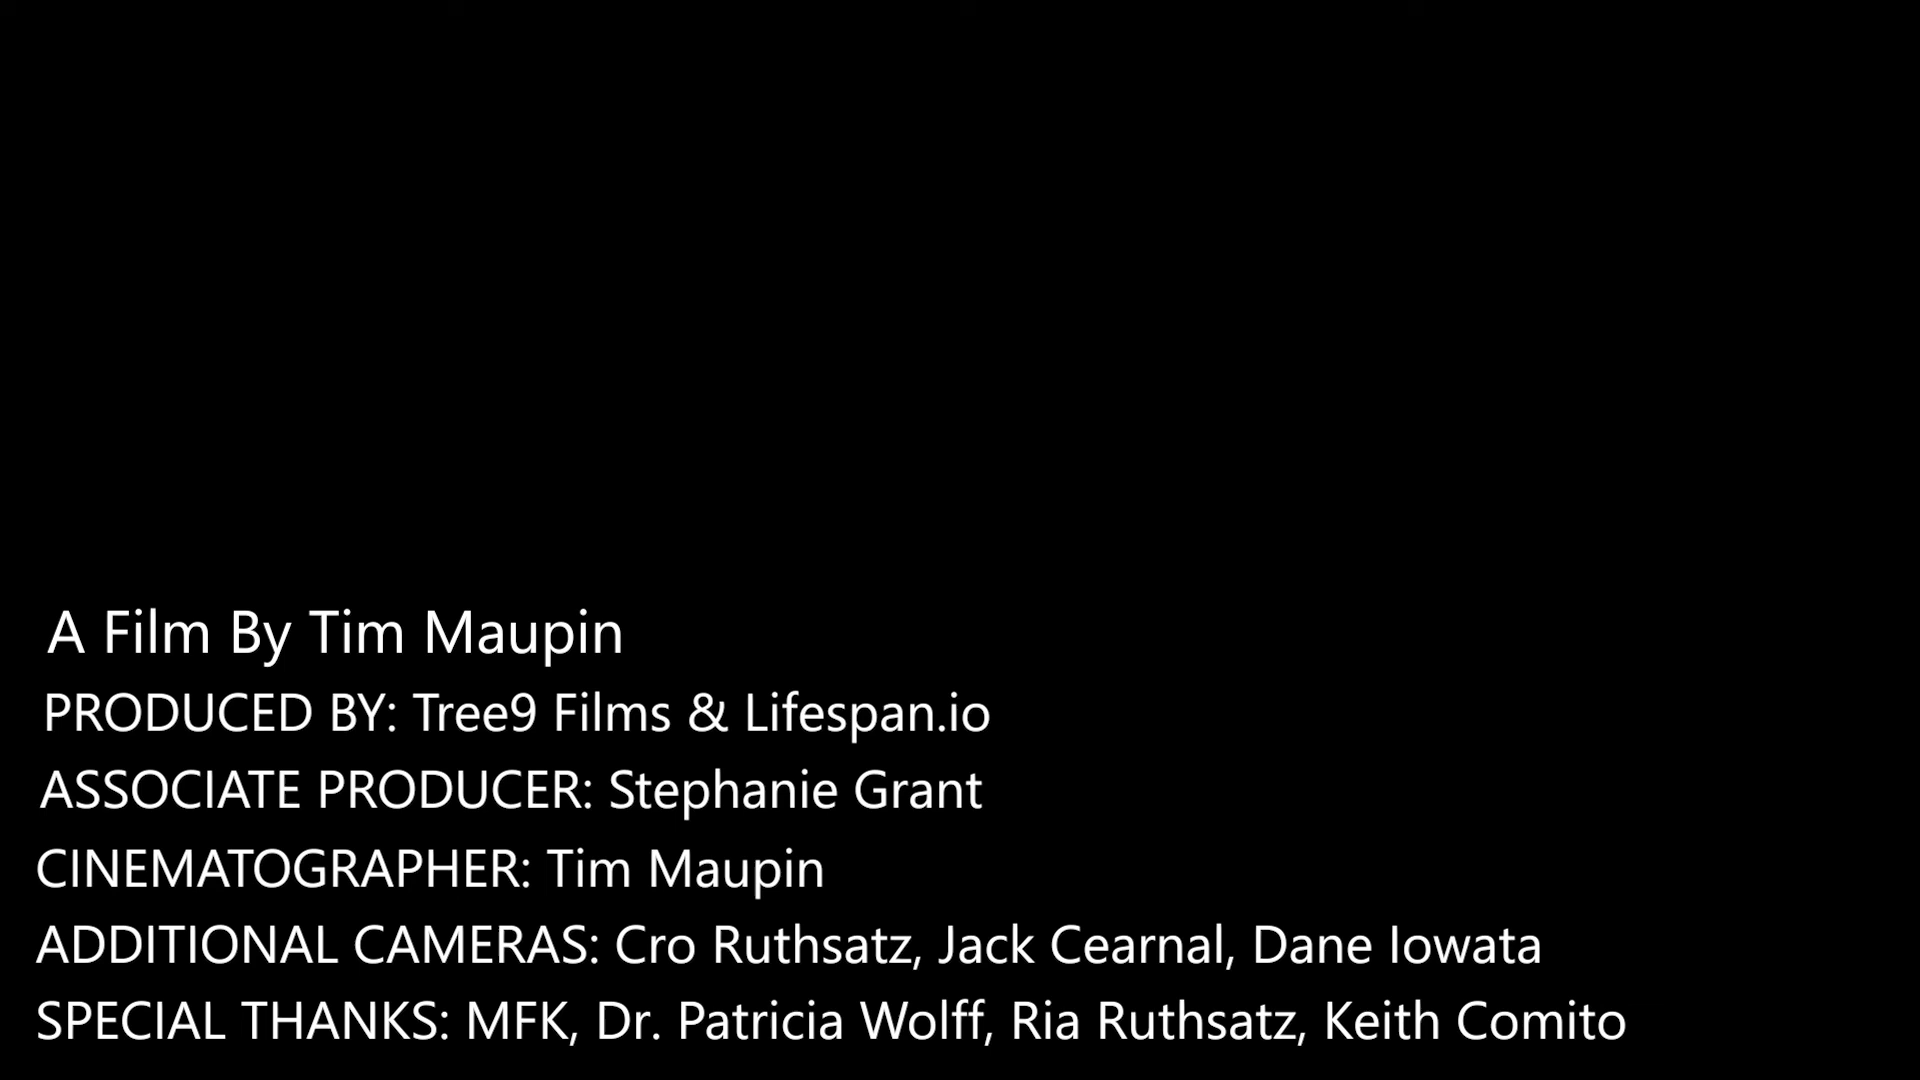 A Film By Tim Maupin
PRODUCED BY: Tree9 Films & Lifespan.io
ASSOCIATE PRODUCER: Stephanie Grant
CINEMATOGRAPHER: Tim Maupin
ADDITIONAL CAMERAS: Cro Ruthsatz, Jack Cearnal, Dane Iowata
SPECIAL THANKS: MFK, Dr. Patricia Wolff, Ria Ruthsatz, Keith Comito